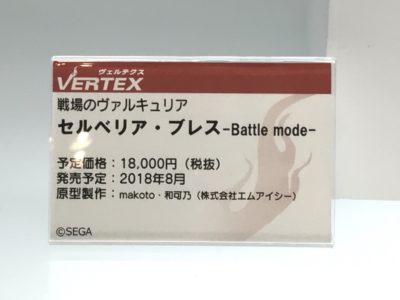 ヴェルテクス
VERTEX
戦場のヴァルキュリア
セルベリア・ブレス-Battle mode-
予定価格：18,000円（税抜）
発売予定：2018年8月
原型製作：makoto・和可乃（株式会社エムアイシー）
©SEGA